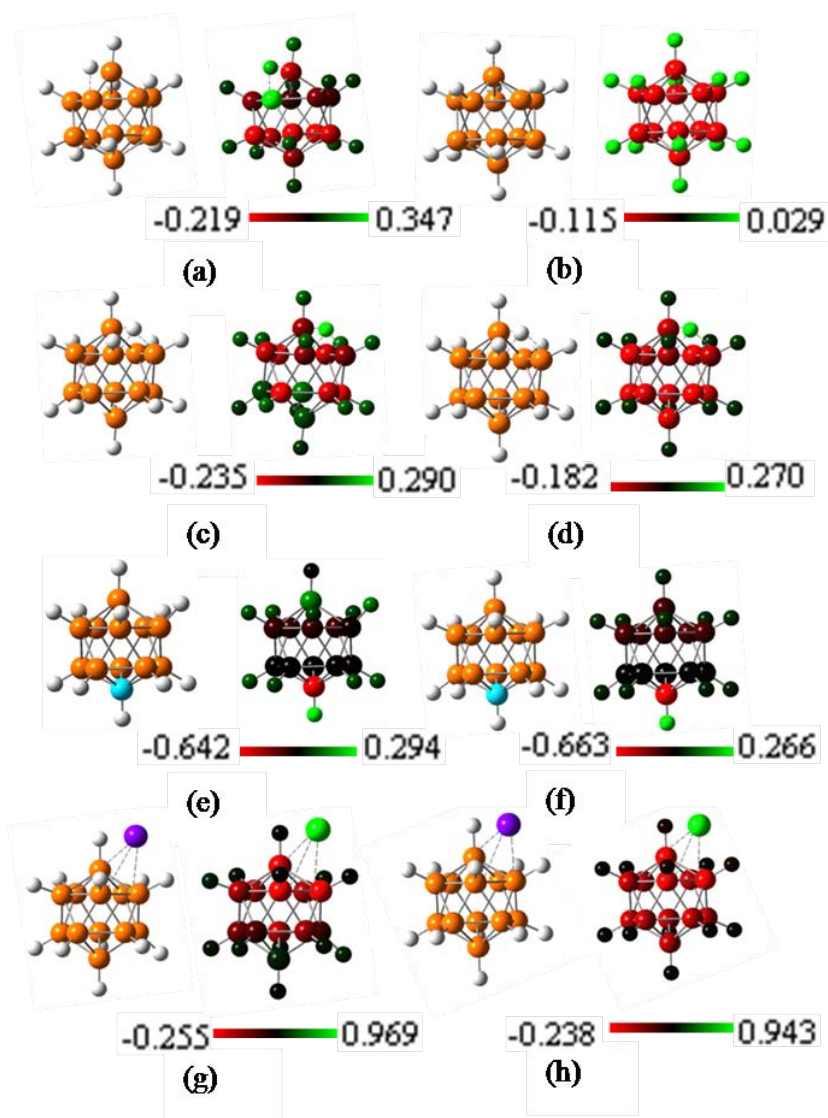 -0.219 0.347 -0.115 0.029
(a) (b)
-0.235 0.290 -0.182 0.270
(c) (d)
-0.642 0.294 -0.663 0.266
(e) (f)
-0.255 0.969 -0.238 0.943
(g) (h)